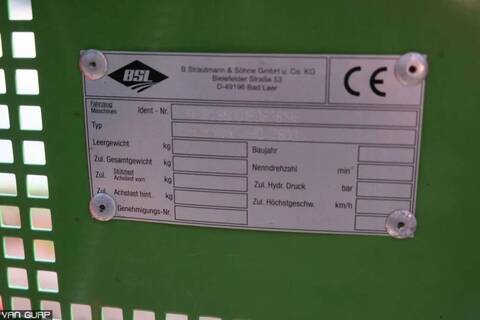 BSL
B.Strautmann & Söhne GmbH u. Co. KG
Bielefelder Straße 53
D-49196 Bad Laer
CE
Fahrzeug
Maschinen
Ident - Nr.
Typ
Leergewicht kg
Baujahr
Zul. Gesamtgewicht kg
Nenndrehzahl min⁻
Zul. Stützlast
Achslast vorn. kg
Zul. Hydr. Druck bar
Zul. Achslast hint. kg
Zul. Höchstgeschw. km/h
Genehmigungs-Nr.
VAN GURP